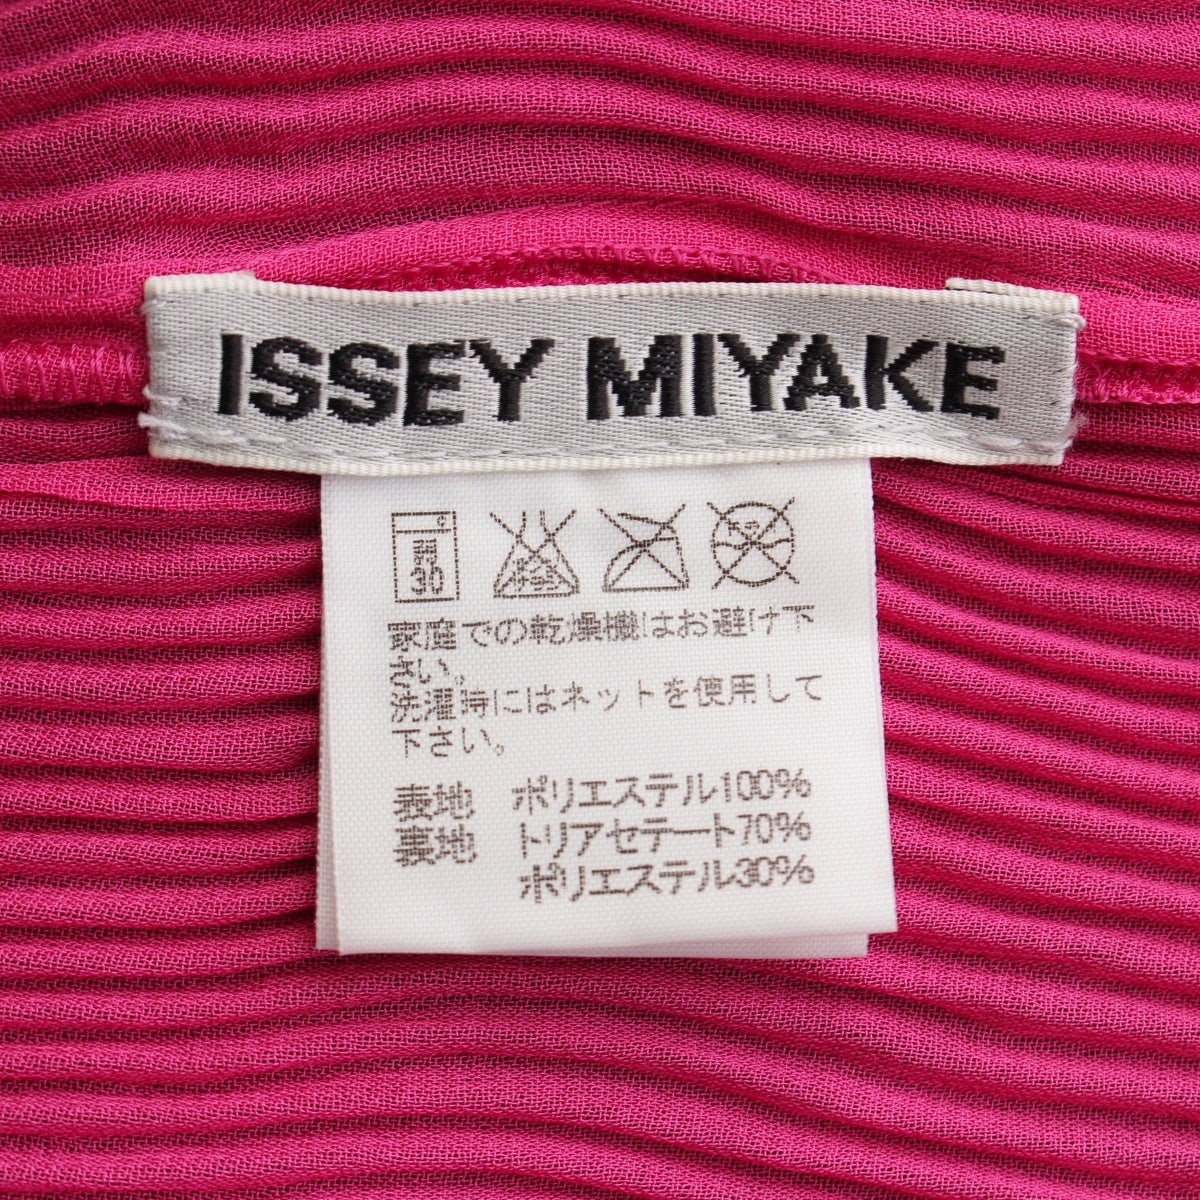 ISSEY MIYAKE
30
家庭での乾燥機はお避け下
さい。
洗濯時にはネットを使用して
下さい。
表地 ポリエステル100%
裏地 トリアセテート70%
ポリエステル30%